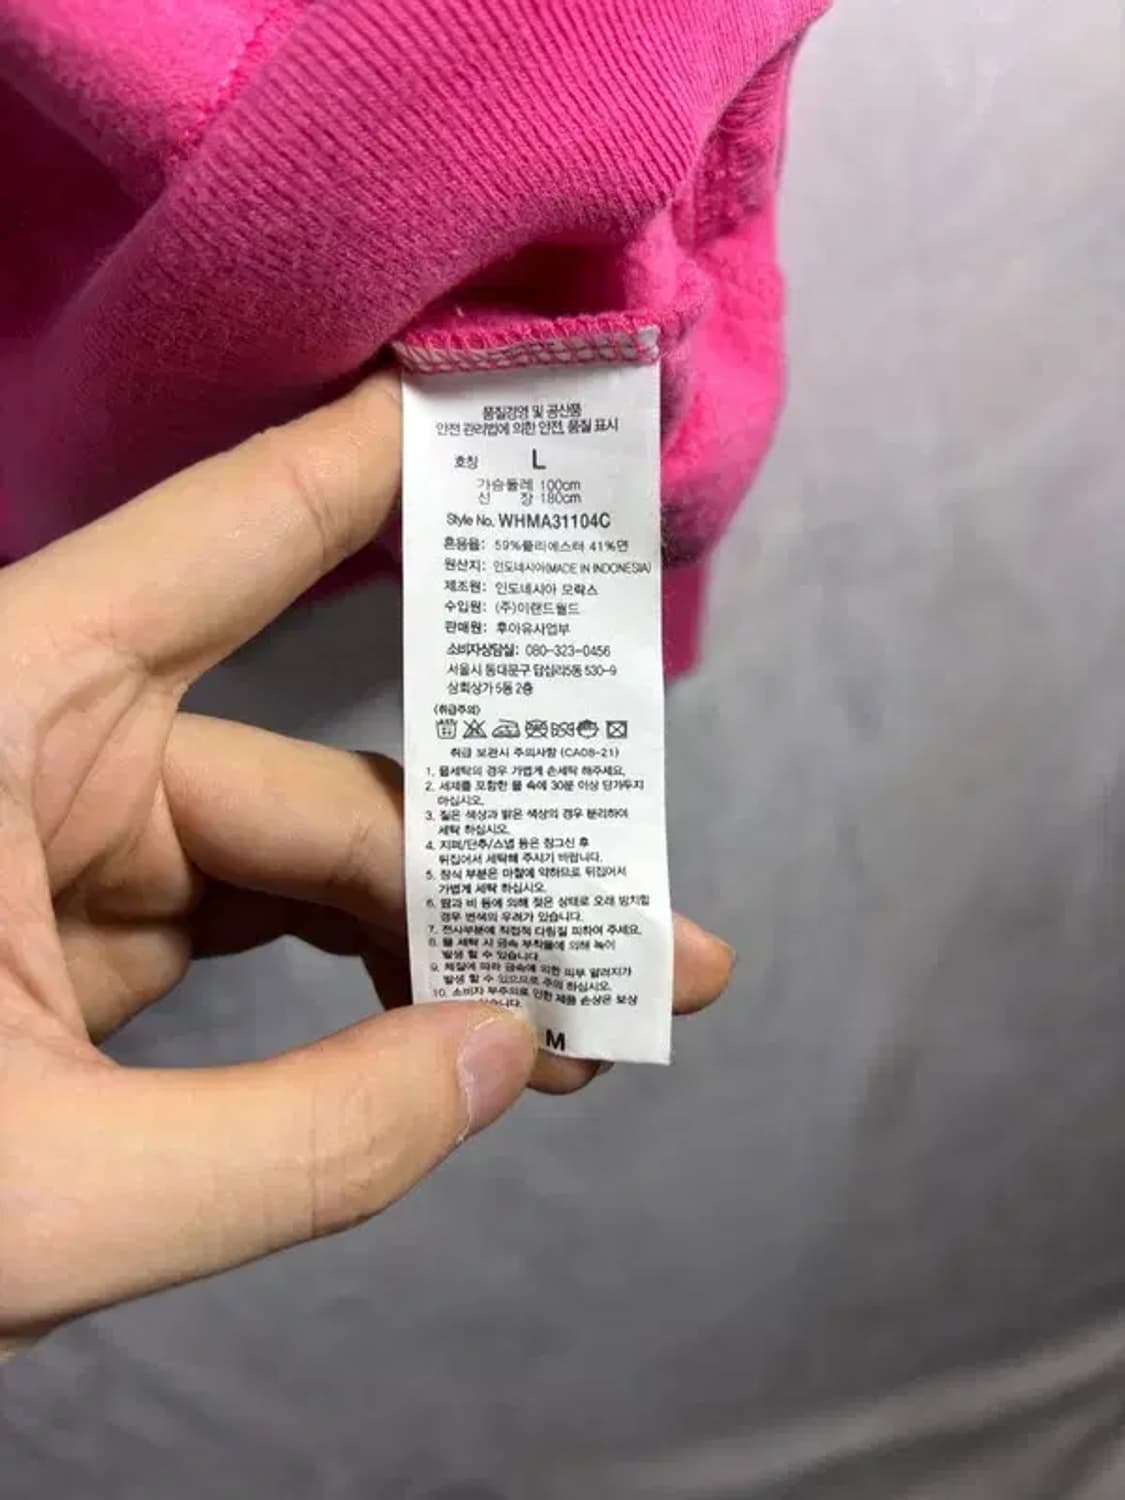 품질경영 및 공산품
안전 관리법에 의한 안전, 품질 표시
호칭 L
가슴둘레 100cm
신 장 180cm
Style No. WHMA31104C
혼용율: 59%폴리에스터 41%면
원산지: 인도네시아(MADE IN INDONESIA)
제조원: 인도네시아 모락스
수입원: (주)이랜드월드
판매원: 후아유사업부
소비자상담실: 080-323-0456
서울시 동대문구 답십리5동 530-9
상회상가 5동 2층
(취급주의)
취급 보관시 주의사항 (CA08-21)
1. 물세탁의 경우 가볍게 손세탁 해주세요.
2. 세제를 포함한 물 속에 30분 이상 담가두지
마십시오.
3. 짙은 색상과 밝은 색상의 경우 분리하여
세탁 하십시오.
4. 지퍼/단추/스냅 등은 잠그신 후
뒤집어서 세탁해 주시기 바랍니다.
5. 장식 부분은 마찰에 약하므로 뒤집어서
가볍게 세탁 하십시오.
6. 땀과 비 등에 의해 젖은 상태로 오래 방치할
경우 변색의 우려가 있습니다.
7. 전사부분에 직접적 다림질 피하여 주세요.
8. 물 세탁 시 금속 부착물에 의해 녹이
발생 할 수 있습니다.
9. 체질에 따라 금속에 의한 피부 알러지가
발생 할 수 있으므로 주의 하십시오.
10. 소비자 부주의로 인한 제품 손상은 보상
M